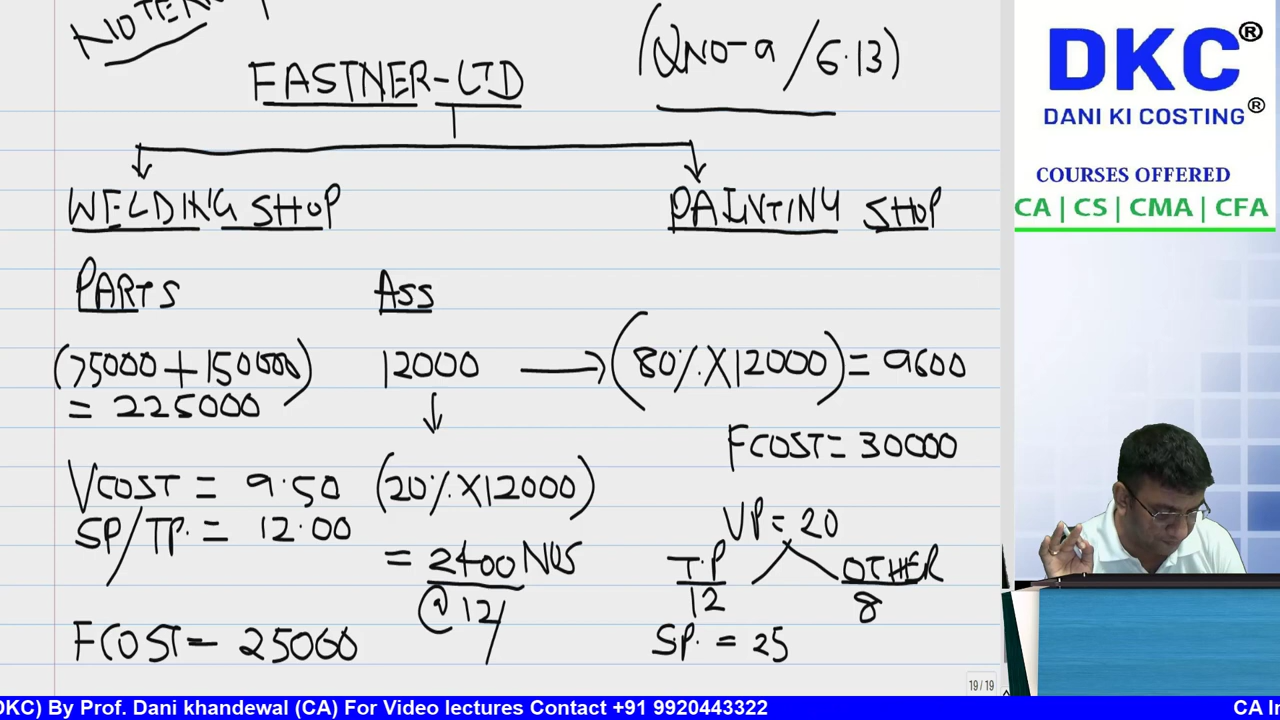 NOTE
(QNO-9/6.13)
FASTNER-LTD
WELDING SHOP
PAINTING SHOP
PARTS
ASS
(75000+150000)
= 225000
12000 → (80%X12000) = 9600
FCOST= 30000
VCOST = 9.50
(20%X12000)
SP/TP. = 12.00
= 2400 NOS
@12/
VP= 20
T.P
12
OTHER
8
FCOST= 25000
SP. = 25
19/19
DKC®
DANI KI COSTING®
COURSES OFFERED
CA | CS | CMA | CFA
DKC) By Prof. Dani khandewal (CA) For Video lectures Contact +91 9920443322
CA In